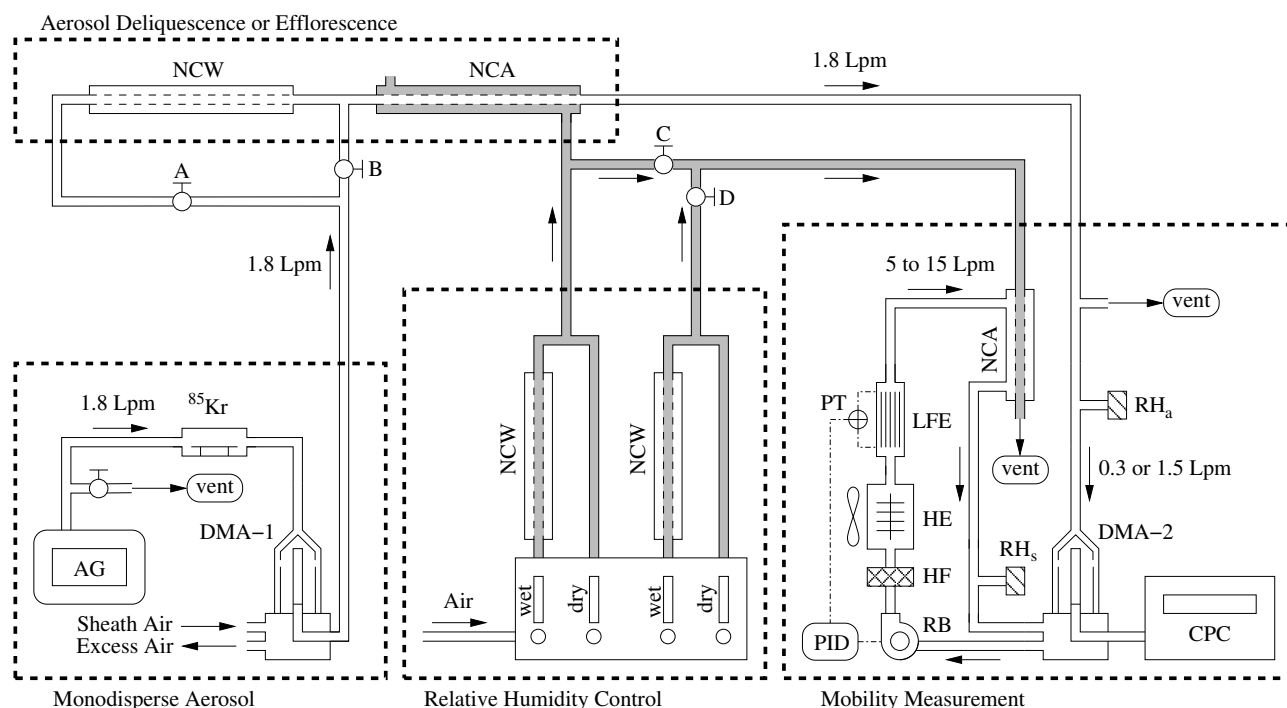 Aerosol Deliquescence or Efflorescence
NCW
NCA
1.8 Lpm
A
B
C
D
1.8 Lpm
5 to 15 Lpm
vent
NCA
RHa
PT
LFE
vent
0.3 or 1.5 Lpm
HE
DMA−2
RHs
HF
RB
PID
CPC
Mobility Measurement
1.8 Lpm
85Kr
vent
DMA−1
AG
Sheath Air
Excess Air
Monodisperse Aerosol
NCW
NCW
wet
dry
wet
dry
Air
Relative Humidity Control